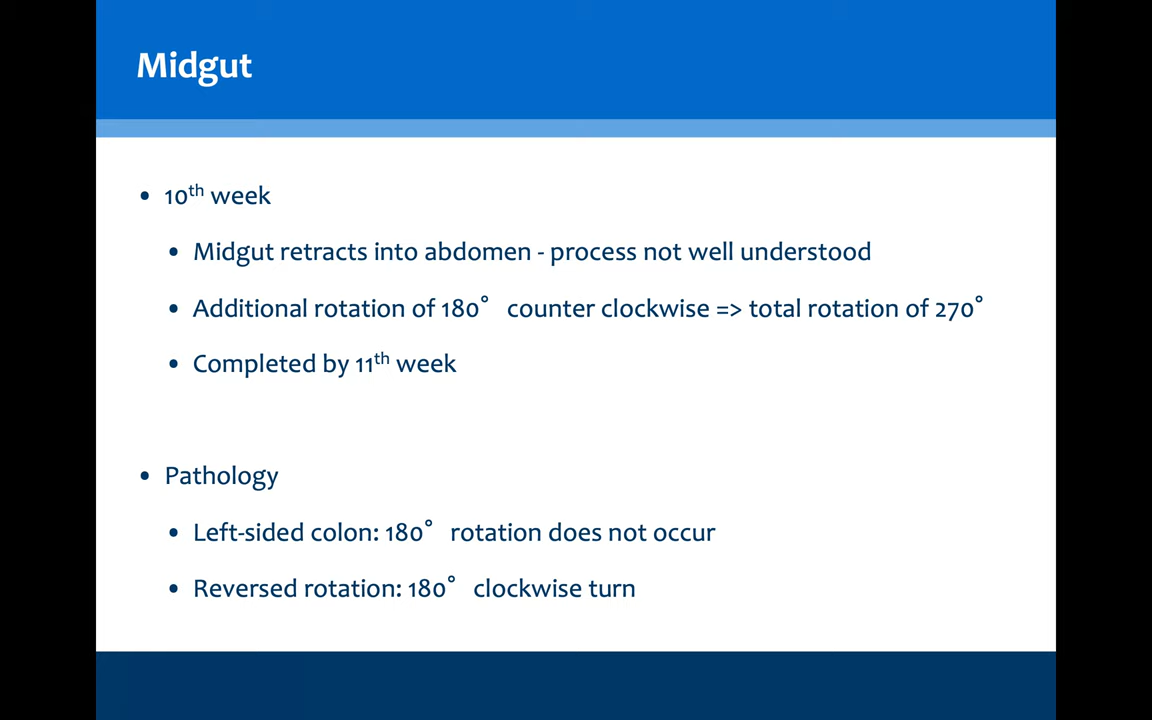 Midgut
• 10th week
• Midgut retracts into abdomen - process not well understood
• Additional rotation of 180° counter clockwise => total rotation of 270°
• Completed by 11th week
• Pathology
• Left-sided colon: 180° rotation does not occur
• Reversed rotation: 180° clockwise turn